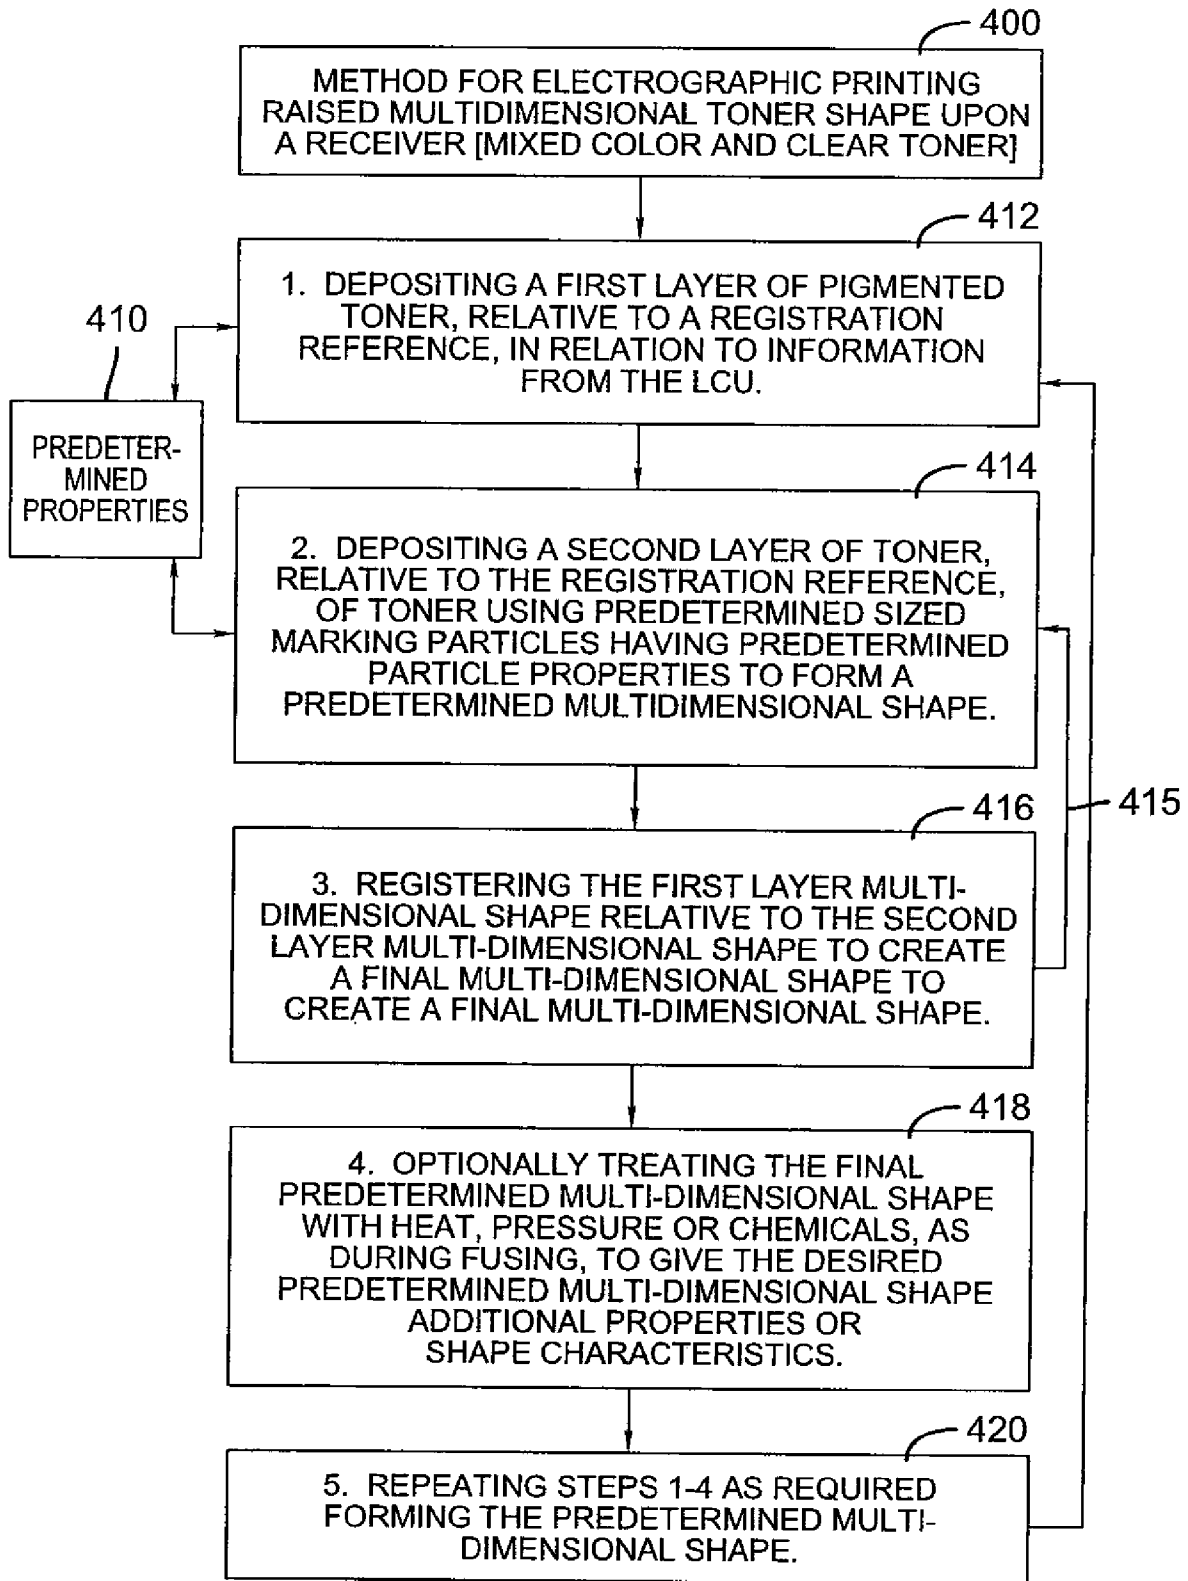 400
METHOD FOR ELECTROGRAPHIC PRINTING
RAISED MULTIDIMENSIONAL TONER SHAPE UPON
A RECEIVER [MIXED COLOR AND CLEAR TONER]
412
1. DEPOSITING A FIRST LAYER OF PIGMENTED
TONER, RELATIVE TO A REGISTRATION
REFERENCE, IN RELATION TO INFORMATION
FROM THE LCU.
410
PREDETER-
MINED
PROPERTIES
414
2. DEPOSITING A SECOND LAYER OF TONER,
RELATIVE TO THE REGISTRATION REFERENCE,
OF TONER USING PREDETERMINED SIZED
MARKING PARTICLES HAVING PREDETERMINED
PARTICLE PROPERTIES TO FORM A
PREDETERMINED MULTIDIMENSIONAL SHAPE.
415
416
3. REGISTERING THE FIRST LAYER MULTI-
DIMENSIONAL SHAPE RELATIVE TO THE SECOND
LAYER MULTI-DIMENSIONAL SHAPE TO CREATE
A FINAL MULTI-DIMENSIONAL SHAPE TO
CREATE A FINAL MULTI-DIMENSIONAL SHAPE.
418
4. OPTIONALLY TREATING THE FINAL
PREDETERMINED MULTI-DIMENSIONAL SHAPE
WITH HEAT, PRESSURE OR CHEMICALS, AS
DURING FUSING, TO GIVE THE DESIRED
PREDETERMINED MULTI-DIMENSIONAL SHAPE
ADDITIONAL PROPERTIES OR
SHAPE CHARACTERISTICS.
420
5. REPEATING STEPS 1-4 AS REQUIRED
FORMING THE PREDETERMINED MULTI-
DIMENSIONAL SHAPE.